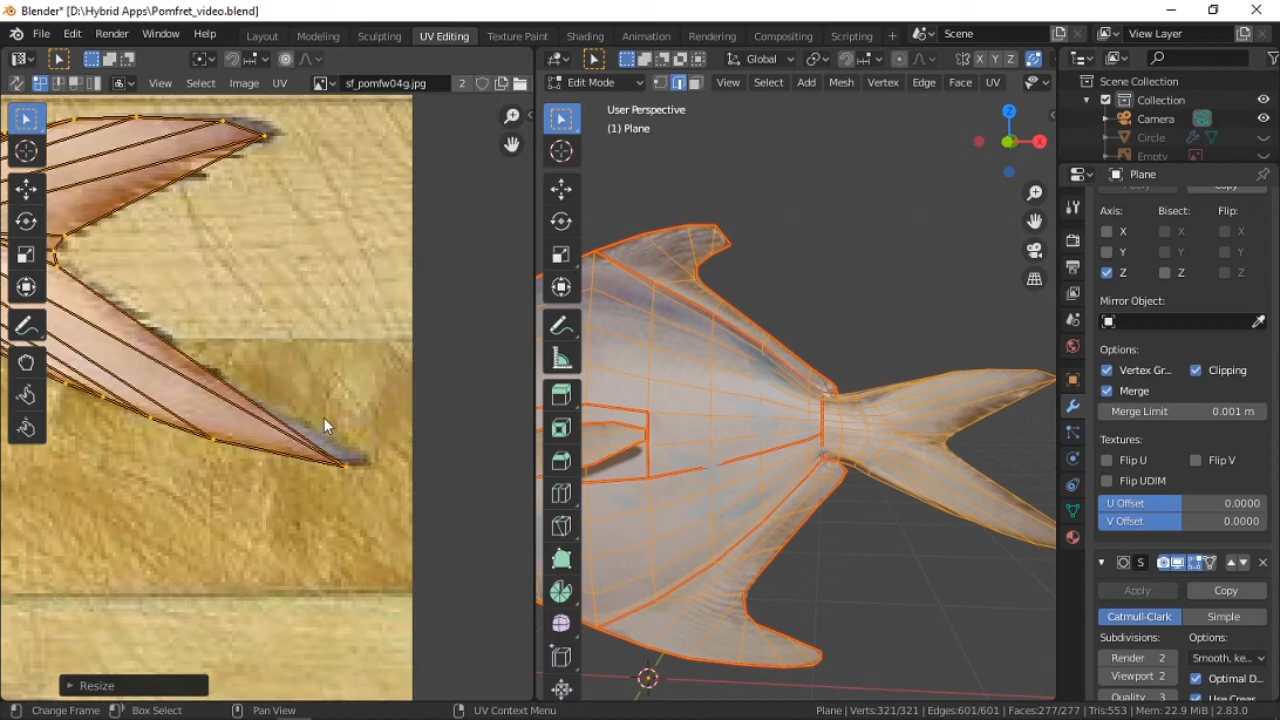 Blender* [D:\Hybrid Apps\Pomfret_video.blend]
File Edit Render Window Help Layout Modeling Sculpting UV Editing Texture Paint Shading Animation Rendering Compositing Scripting Scene View Layer
Global
View Select Image UV sf_pomfw04g.jpg 2
Edit Mode View Select Add Mesh Vertex Edge Face UV
User Perspective
(1) Plane
Z
X
X Y Z
Scene Collection
Collection
Camera
Circle
Empty
Plane
Apply Copy
Axis: Bisect: Flip:
X X X
Y Y Y
Z Z Z
Mirror Object:
Options:
Vertex Gr... Clipping
Merge
Merge Limit 0.001 m
Textures:
Flip U Flip V
Flip UDIM
U Offset 0.0000
V Offset 0.0000
S
Apply Copy
Catmull-Clark Simple
Subdivisions: Options:
Render 2 Smooth, ke...
Viewport 2 Optimal D...
Quality 3 Use Creas
Resize
Change Frame Box Select Pan View UV Context Menu Plane | Verts:321/321 | Edges:601/601 | Faces:277/277 | Tris:553 | Mem: 22.9 MiB | 2.83.0